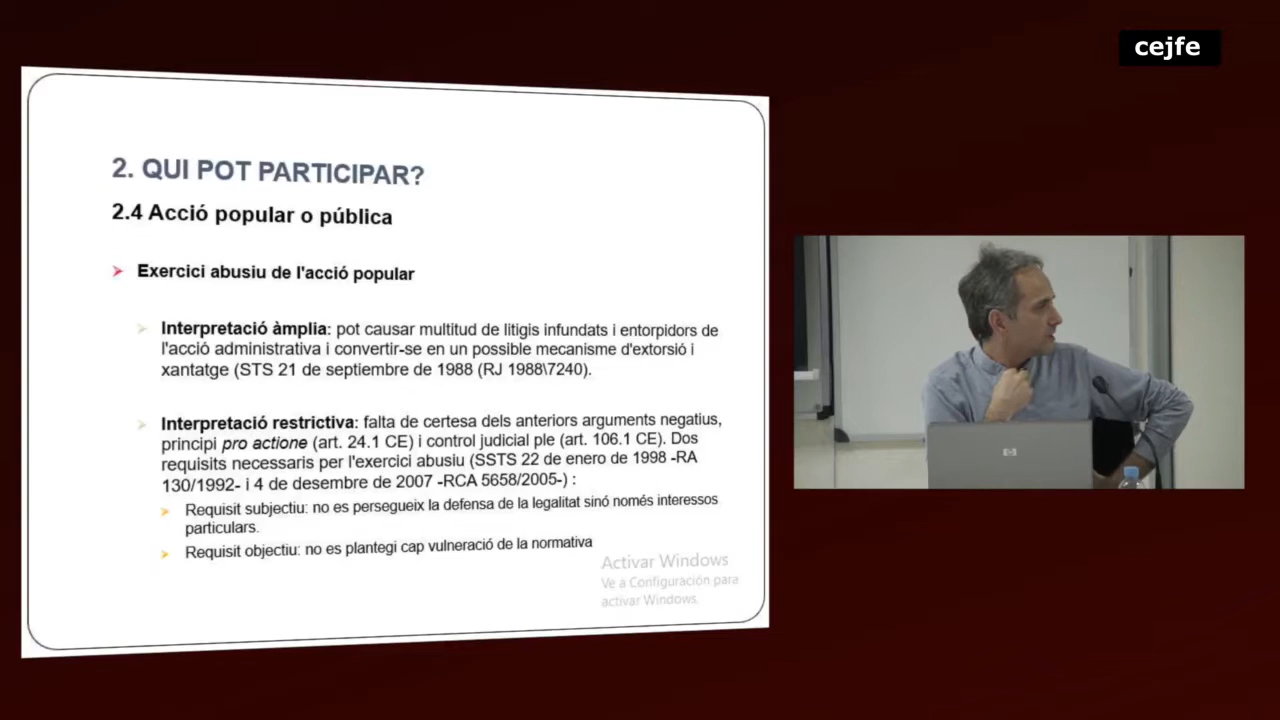 cejfe
2. QUI POT PARTICIPAR?
2.4 Acció popular o pública
Exercici abusiu de l'acció popular
Interpretació àmplia: pot causar multitud de litigis infundats i entorpidors de
l'acció administrativa i convertir-se en un possible mecanisme d'extorsió i
xantatge (STS 21 de septiembre de 1988 (RJ 1988\7240).
Interpretació restrictiva: falta de certesa dels anteriors arguments negatius,
principi pro actione (art. 24.1 CE) i control judicial ple (art. 106.1 CE). Dos
requisits necessaris per l'exercici abusiu (SSTS 22 de enero de 1998 -RA
130/1992- i 4 de desembre de 2007 -RCA 5658/2005-) :
Requisit subjectiu: no es persegueix la defensa de la legalitat sinó només interessos
particulars.
Requisit objectiu: no es plantegi cap vulneració de la normativa
Activar Windows
Ve a Configuración para
activar Windows.
hp